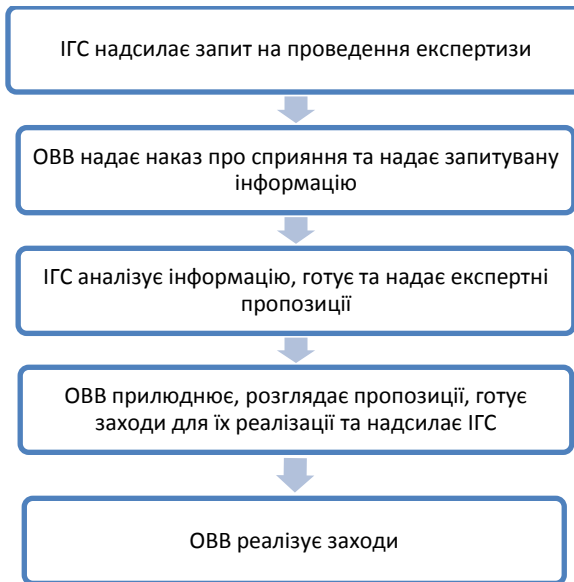 ІГС надсилає запит на проведення експертизи
ОВВ надає наказ про сприяння та надає запитувану
інформацію
ІГС аналізує інформацію, готує та надає експертні
пропозиції
ОВВ прилюднює, розглядає пропозиції, готує
заходи для їх реалізації та надсилає ІГС
ОВВ реалізує заходи